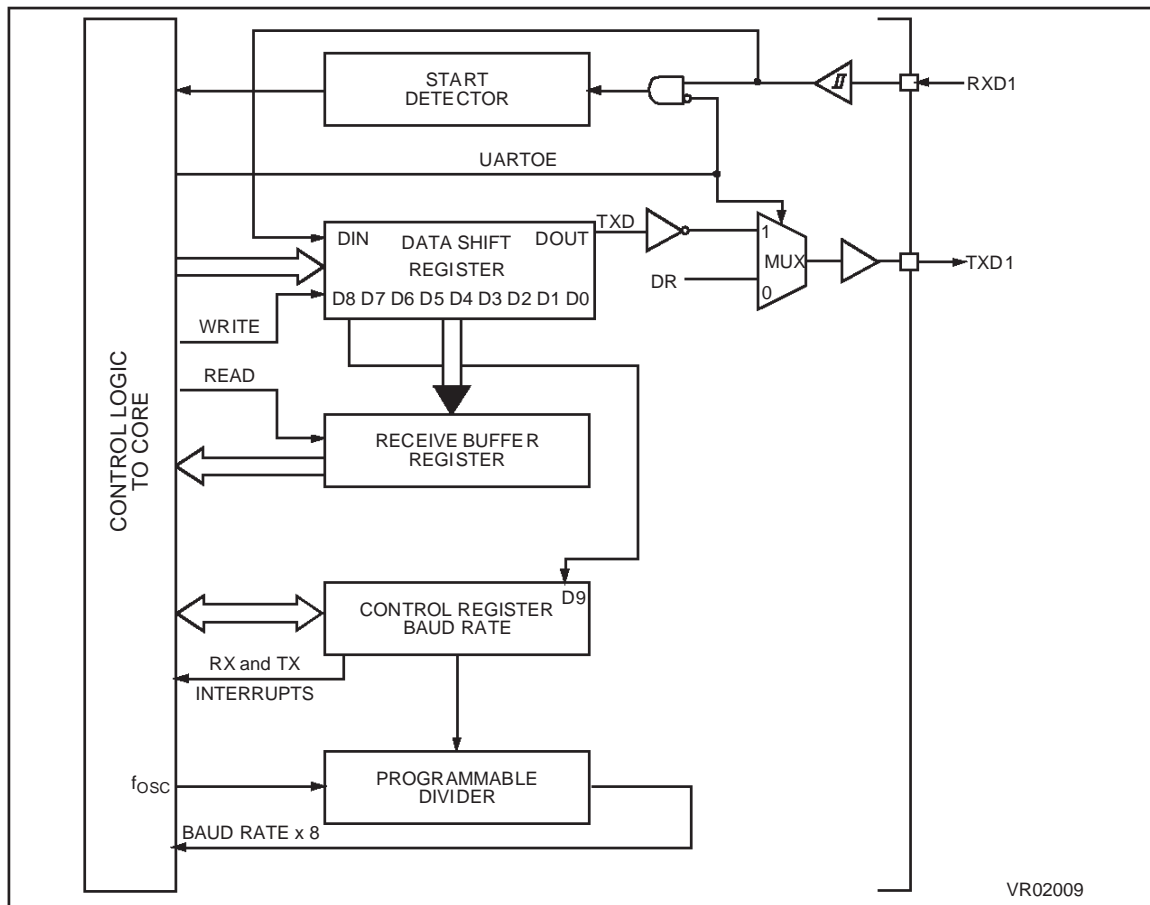 START
DETECTOR
RXD1
UARTOE
TXD
DIN
DATA SHIFT
REGISTER
DOUT
D8 D7 D6 D5 D4 D3 D2 D1 D0
1
MUX
0
DR
TXD1
WRITE
READ
CONTROL LOGIC
TO CORE
RECEIVE BUFFER
REGISTER
D9
CONTROL REGISTER
BAUD RATE
RX and TX
INTERRUPTS
fOSC
PROGRAMMABLE
DIVIDER
BAUD RATE x 8
VR02009